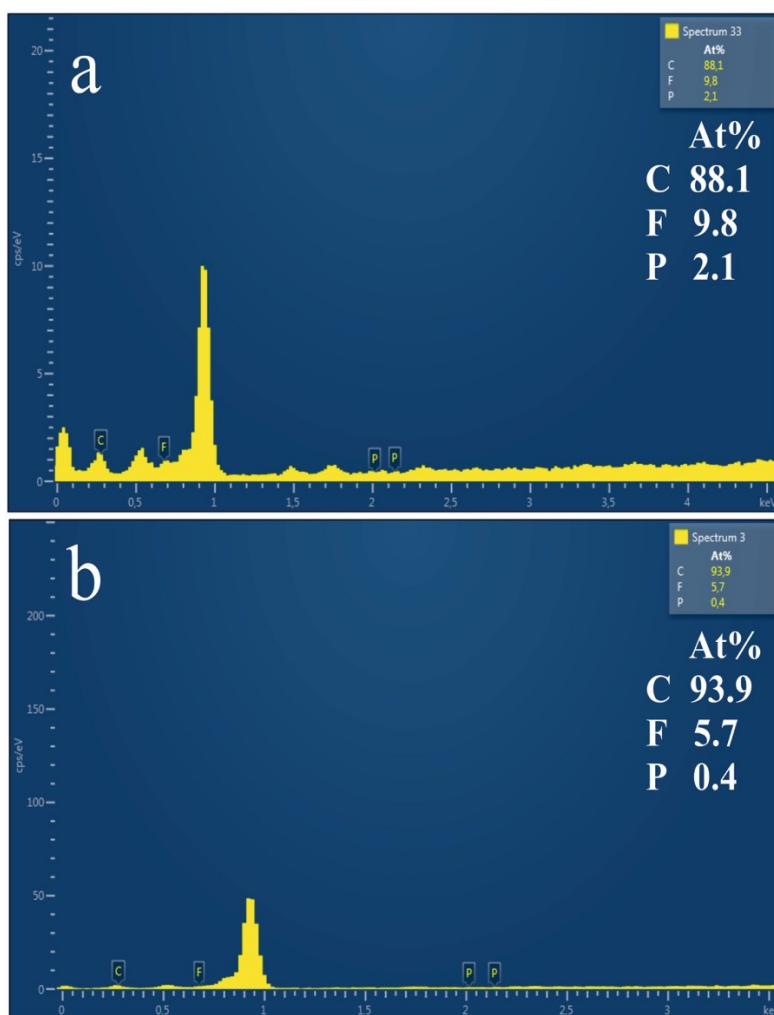 a
Spectrum 33
At%
C 88,1
F 9,8
P 2,1
At%
C 88.1
F 9.8
P 2.1
20
15
10
5
0
cps/eV
C
F
P
P
0 0,5 1 1,5 2 2,5 3 3,5 4 keV
b
Spectrum 3
At%
C 93,9
F 5,7
P 0,4
At%
C 93.9
F 5.7
P 0.4
200
150
100
50
0
cps/eV
C
F
P
P
0 0.5 1 1.5 2 2.5 3 ke